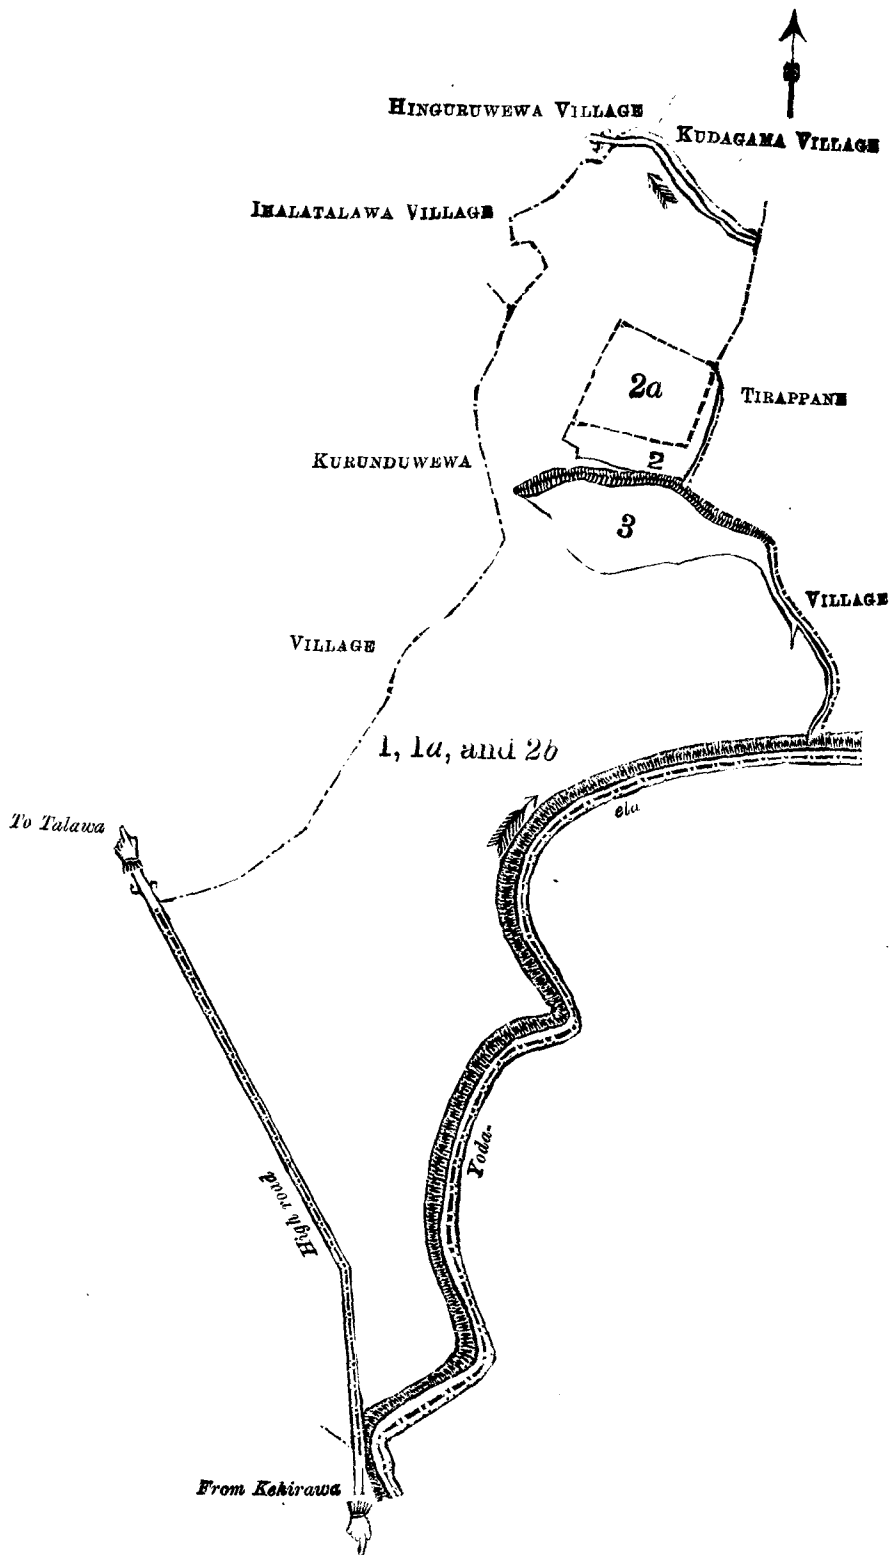 HINGURUWEWA VILLAGE
KUDAGAMA VILLAGE
IHALATALAWA VILLAGE
2a
TIRAPPANE
KURUNDUWEWA
2
3
VILLAGE
VILLAGE
1, 1a, and 2b
ela
To Talawa
Yoda-
High road
From Kekirawa